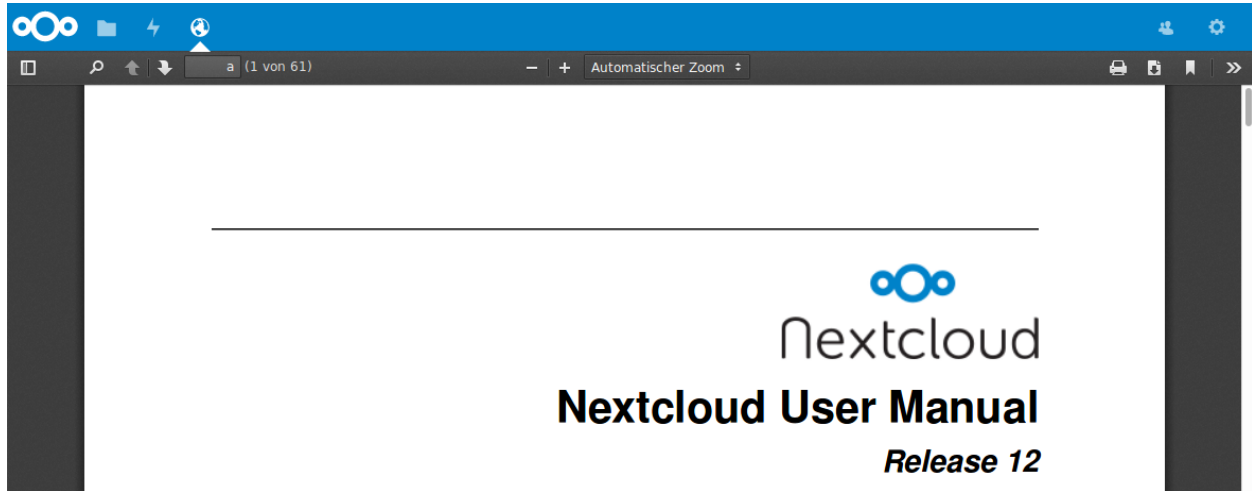 a (1 von 61) Automatischer Zoom
Nextcloud
Nextcloud User Manual
Release 12